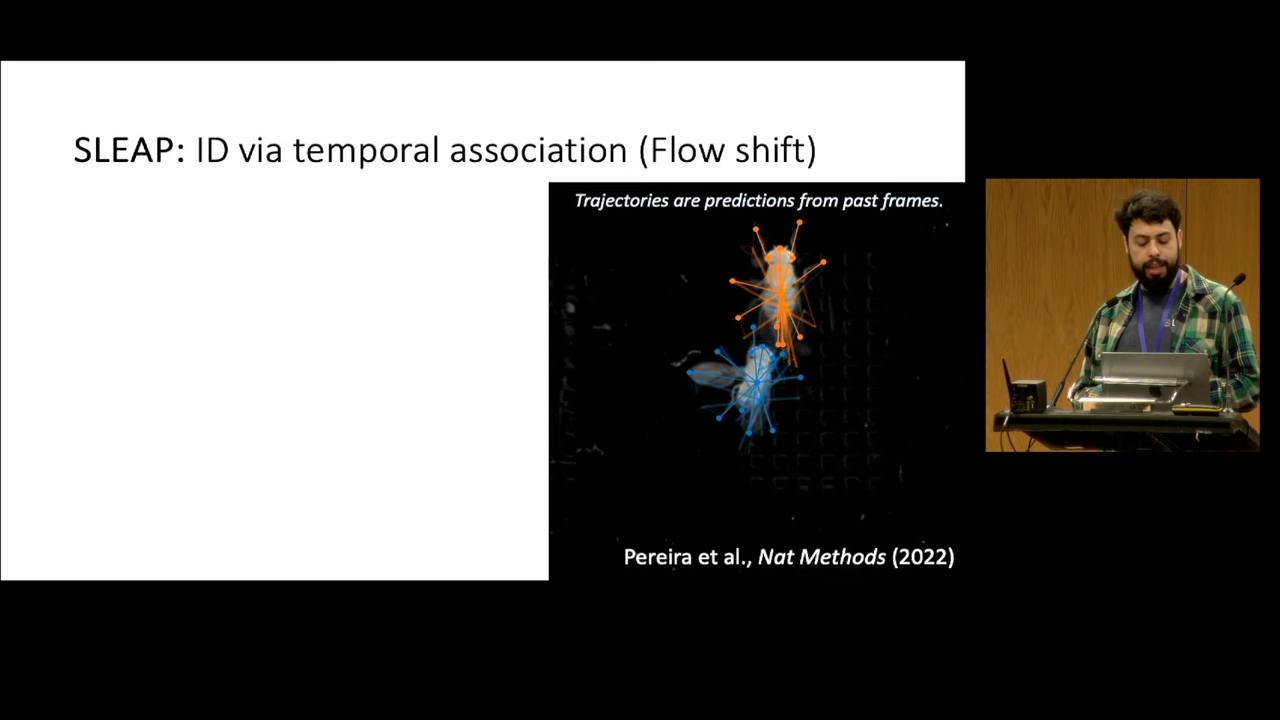 SLEAP: ID via temporal association (Flow shift)
Trajectories are predictions from past frames.
Pereira et al., Nat Methods (2022)